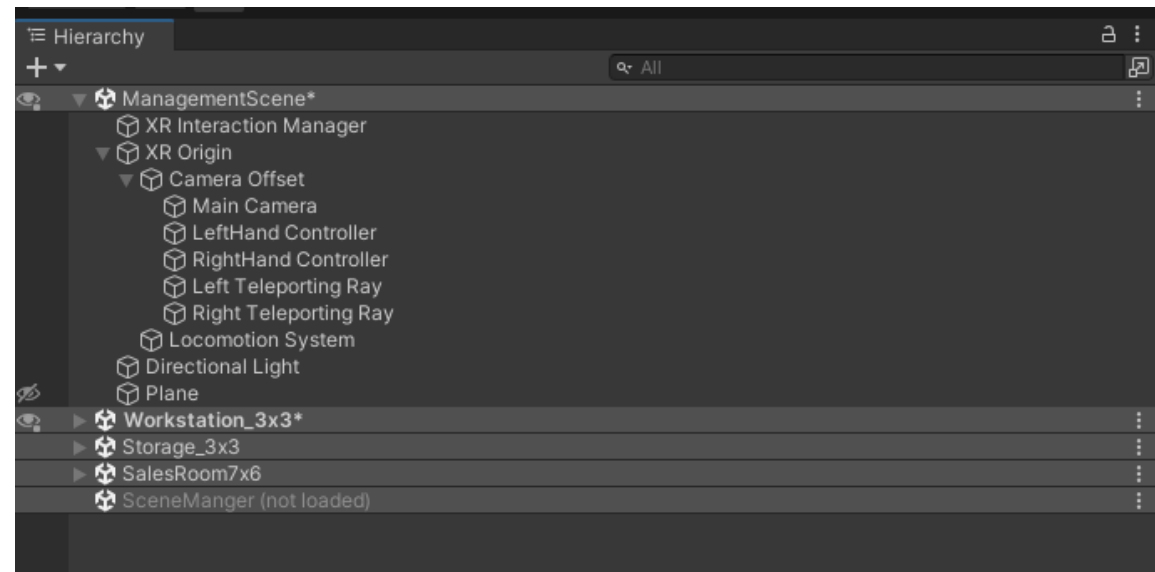 Hierarchy
All
ManagementScene*
XR Interaction Manager
XR Origin
Camera Offset
Main Camera
LeftHand Controller
RightHand Controller
Left Teleporting Ray
Right Teleporting Ray
Locomotion System
Directional Light
Plane
Workstation_3x3*
Storage_3x3
SalesRoom7x6
SceneManger (not loaded)